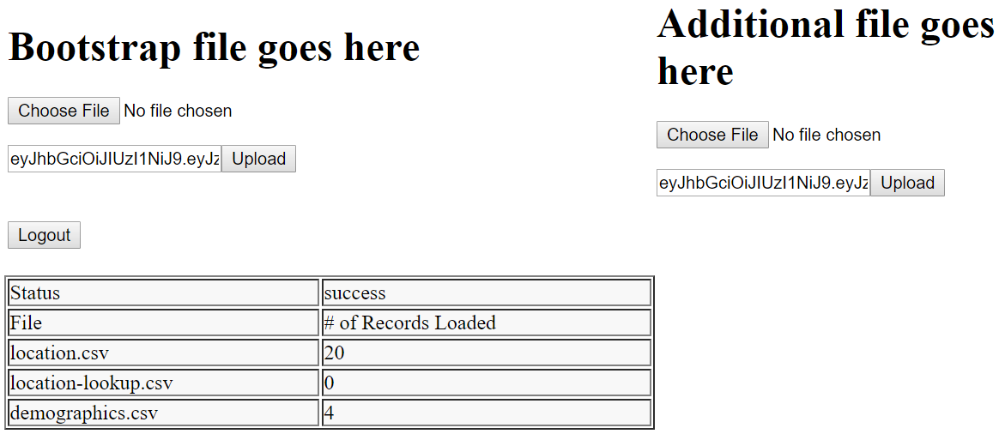 Bootstrap file goes here
Choose File No file chosen
eyJhbGciOiJIUzI1NiJ9.eyJz Upload
Logout
Additional file goes
here
Choose File No file chosen
eyJhbGciOiJIUzI1NiJ9.eyJz Upload
Status success
File # of Records Loaded
location.csv 20
location-lookup.csv 0
demographics.csv 4